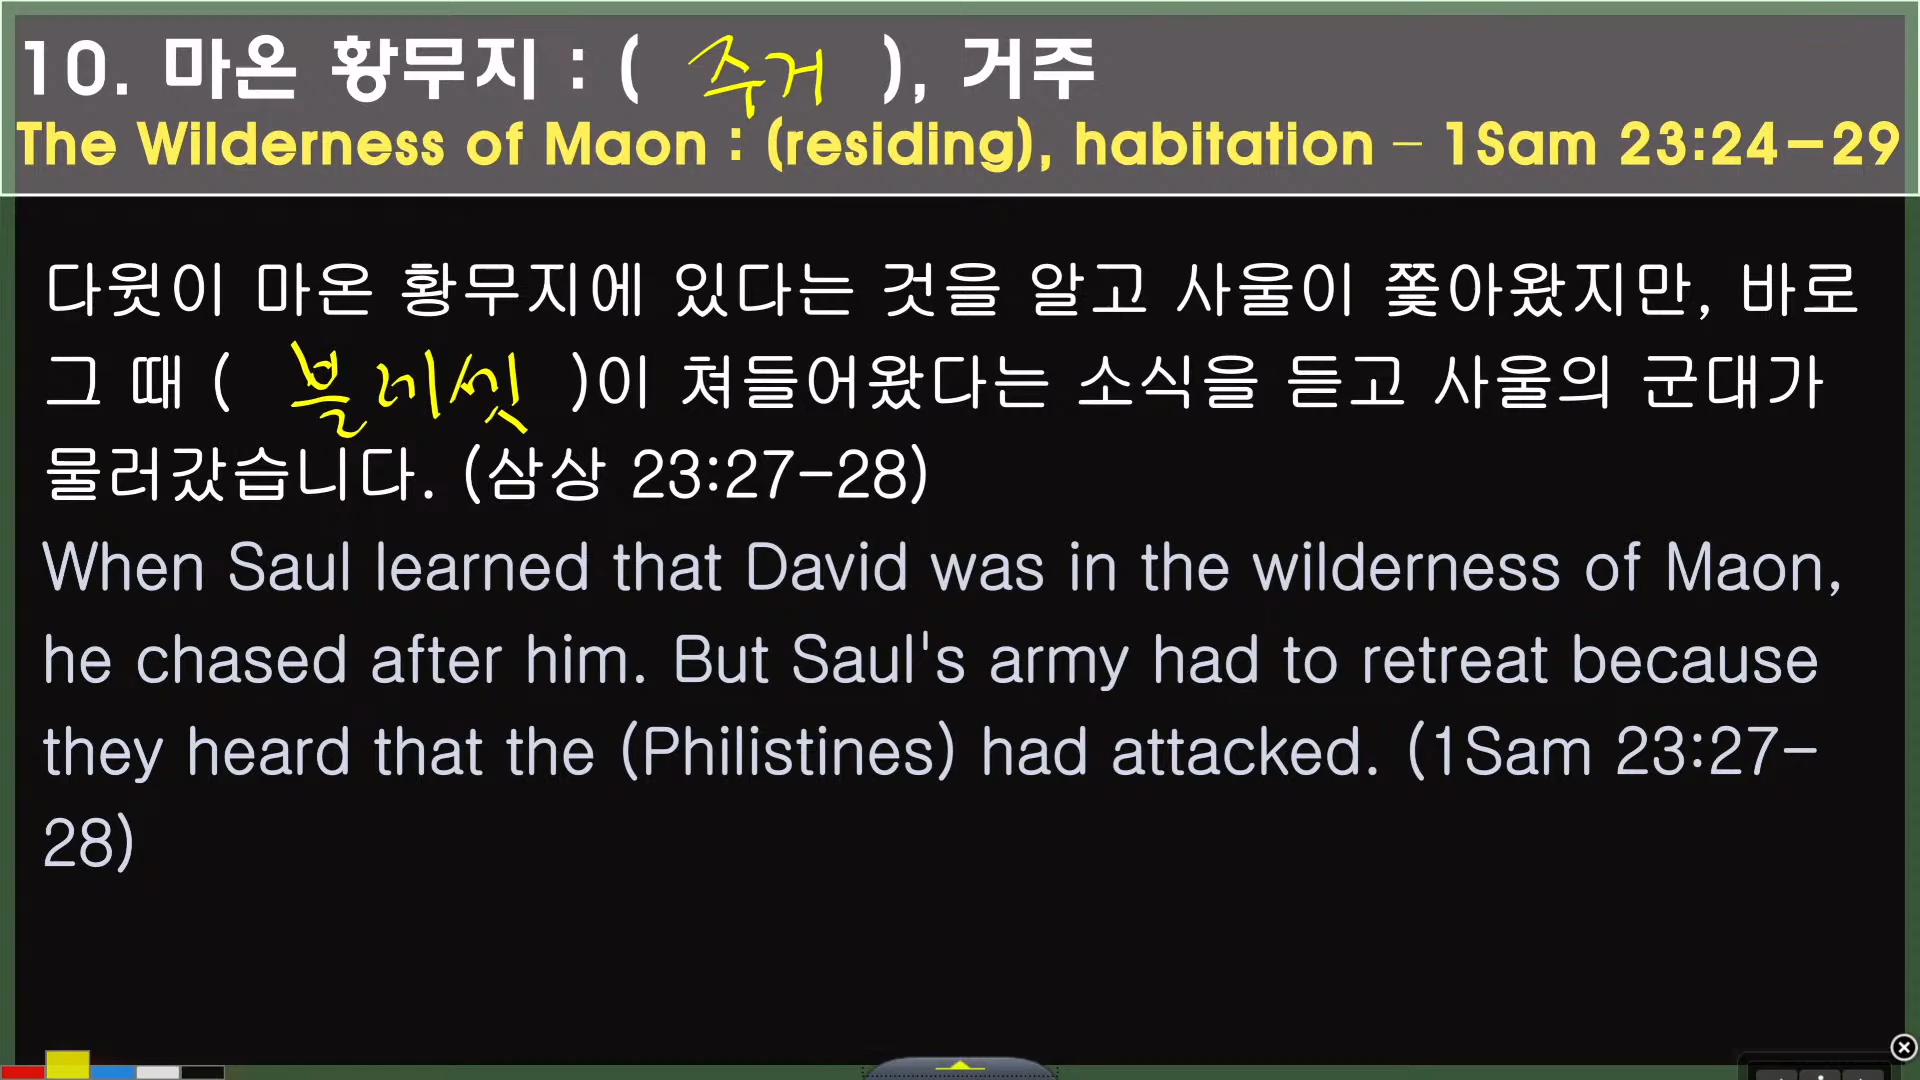 10. 마온 황무지 : ( 주거 ), 거주
The Wilderness of Maon : (residing), habitation – 1Sam 23:24–29
다윗이 마온 황무지에 있다는 것을 알고 사울이 쫓아왔지만, 바로
그 때 ( 블레셋 )이 쳐들어왔다는 소식을 듣고 사울의 군대가
물러갔습니다. (삼상 23:27–28)
When Saul learned that David was in the wilderness of Maon,
he chased after him. But Saul's army had to retreat because
they heard that the (Philistines) had attacked. (1Sam 23:27–
28)